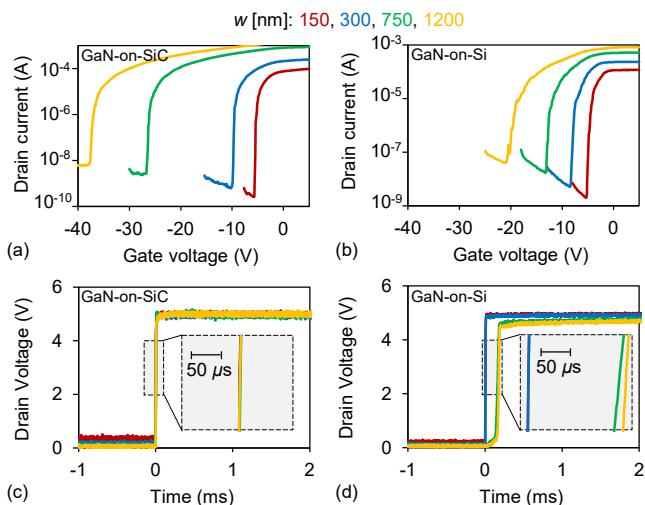 w [nm]: 150, 300, 750, 1200
GaN-on-SiC
10⁻⁴
10⁻⁶
10⁻⁸
10⁻¹⁰
Drain current (A)
-40 -30 -20 -10 0
Gate voltage (V)
(a)
GaN-on-Si
10⁻³
10⁻⁵
10⁻⁷
10⁻⁹
Drain current (A)
-40 -30 -20 -10 0
Gate voltage (V)
(b)
GaN-on-SiC
6
4
2
0
Drain Voltage (V)
50 µs
-1 0 1 2
Time (ms)
(c)
GaN-on-Si
6
4
2
0
Drain Voltage (V)
50 µs
-1 0 1 2
Time (ms)
(d)